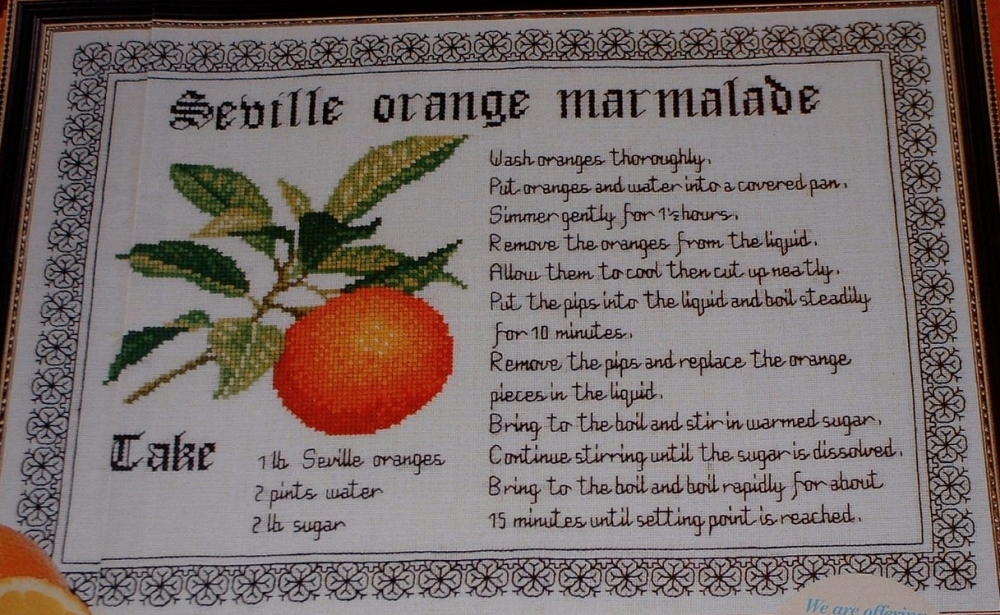 Seville orange marmalade
Wash oranges thoroughly.
Put oranges and water into a covered pan.
Simmer gently for 1½ hours.
Remove the oranges from the liquid.
Allow them to cool then cut up neatly.
Put the pips into the liquid and boil steadily
for 10 minutes.
Remove the pips and replace the orange
pieces in the liquid.
Bring to the boil and stir in warmed sugar.
Continue stirring until the sugar is dissolved.
Bring to the boil and boil rapidly for about
15 minutes until setting point is reached.
Take
1 lb Seville oranges
2 pints water
2 lb sugar
We are offering